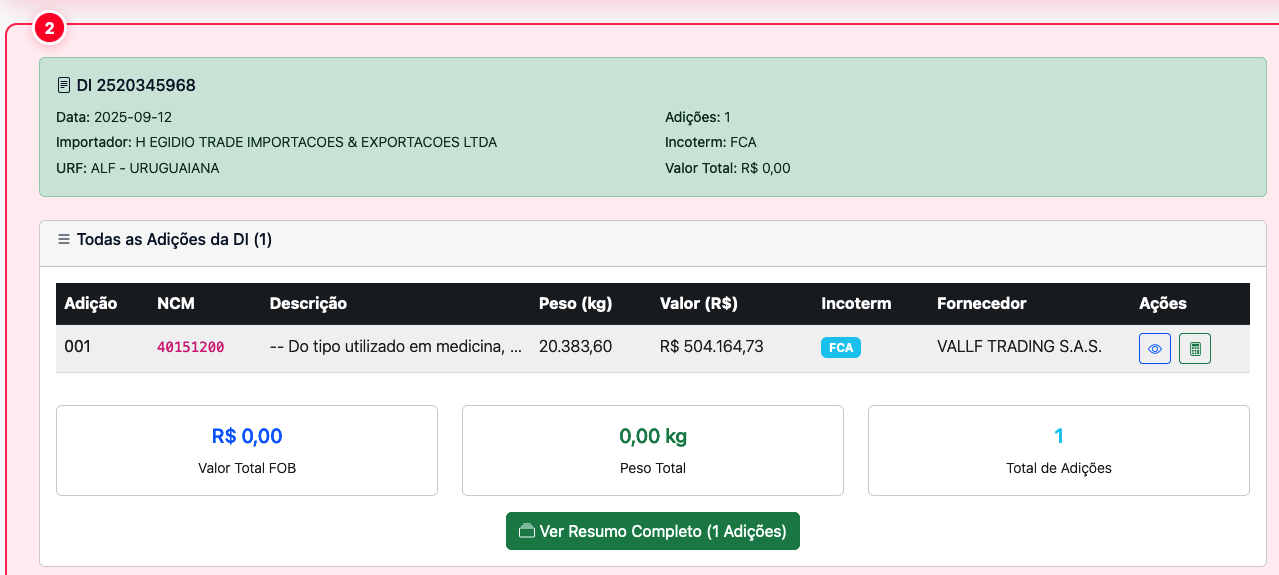 2
DI 2520345968
Data: 2025-09-12
Importador: H EGIDIO TRADE IMPORTACOES & EXPORTACOES LTDA
URF: ALF - URUGUAIANA
Adições: 1
Incoterm: FCA
Valor Total: R$ 0,00
Todas as Adições da DI (1)
Adição NCM Descrição Peso (kg) Valor (R$) Incoterm Fornecedor Ações
001 40151200 -- Do tipo utilizado em medicina, ... 20.383,60 R$ 504.164,73 FCA VALLF TRADING S.A.S.
R$ 0,00
Valor Total FOB
0,00 kg
Peso Total
1
Total de Adições
Ver Resumo Completo (1 Adições)